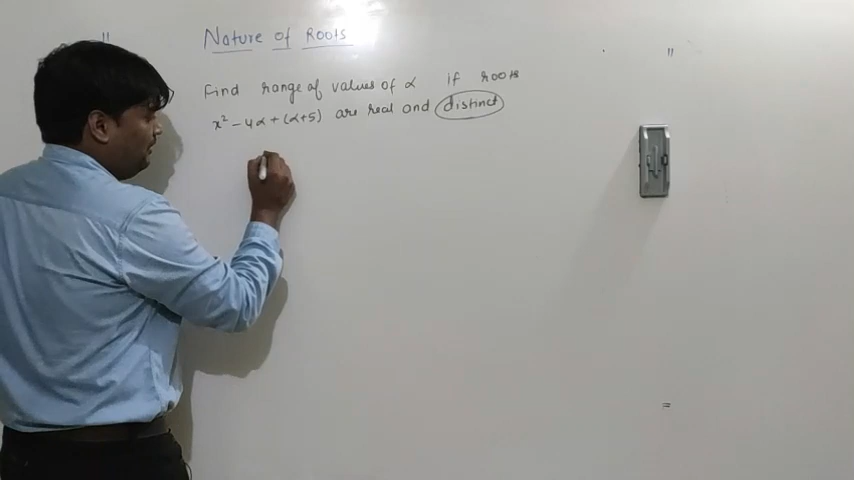 Nature of Roots
Find range of values of α if roots
x² - 4α + (α+5) are real and distinct